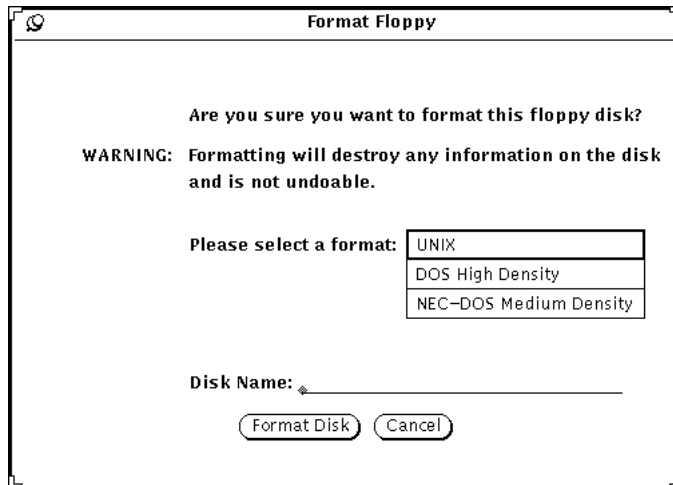 Format Floppy
Are you sure you want to format this floppy disk?
WARNING: Formatting will destroy any information on the disk
and is not undoable.
Please select a format: UNIX
DOS High Density
NEC-DOS Medium Density
Disk Name:
Format Disk Cancel